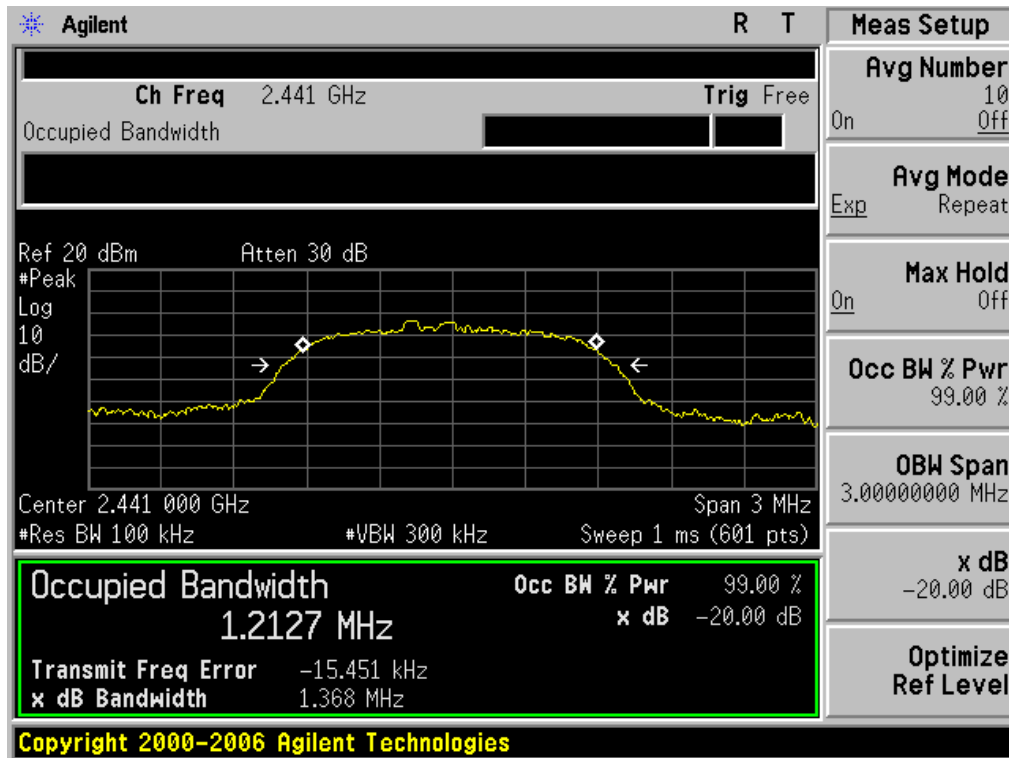 Agilent R T
Ch Freq 2.441 GHz Trig Free
Occupied Bandwidth
Ref 20 dBm Atten 30 dB
#Peak
Log
10
dB/
Center 2.441 000 GHz Span 3 MHz
#Res BW 100 kHz #VBW 300 kHz Sweep 1 ms (601 pts)
Occupied Bandwidth Occ BW % Pwr 99.00 %
1.2127 MHz x dB -20.00 dB
Transmit Freq Error -15.451 kHz
x dB Bandwidth 1.368 MHz
Copyright 2000-2006 Agilent Technologies
Meas Setup
Avg Number
10
On Off
Avg Mode
Exp Repeat
Max Hold
On Off
Occ BW % Pwr
99.00 %
OBW Span
3.00000000 MHz
x dB
-20.00 dB
Optimize
Ref Level